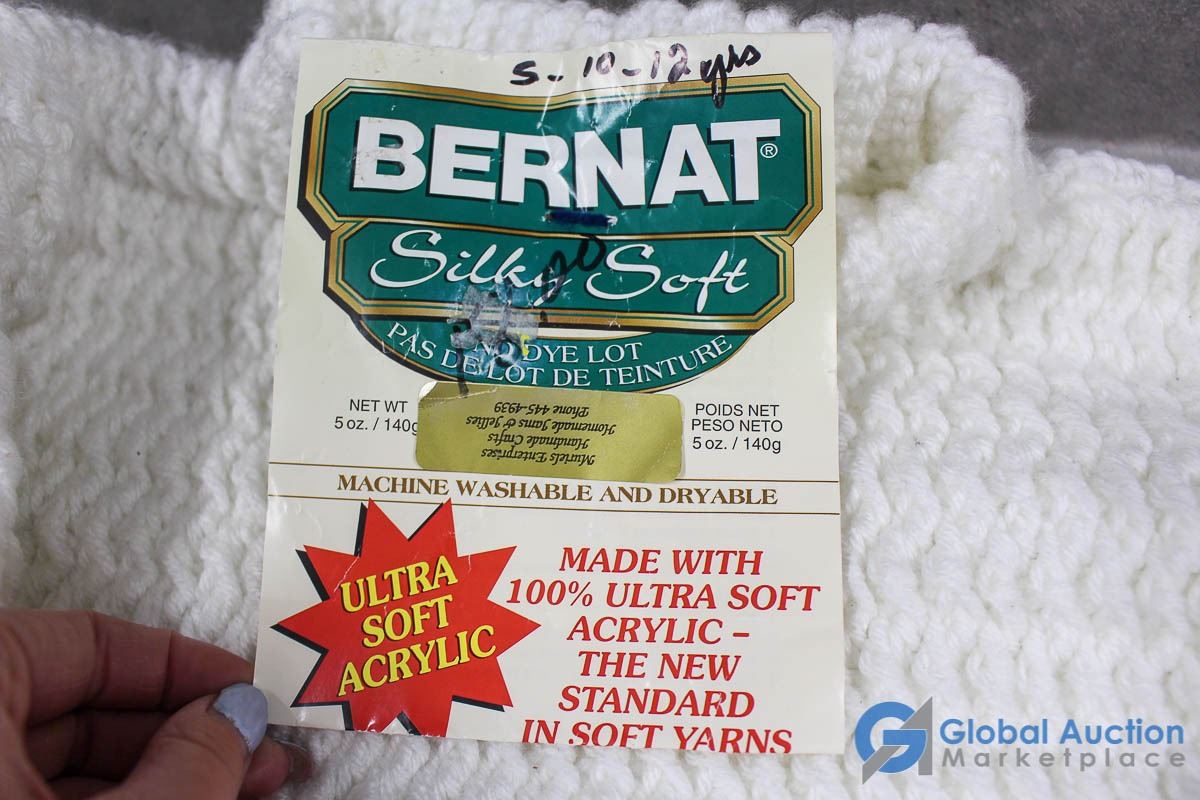 S-10-12 yrs
BERNAT®
Silky Soft
NO DYE LOT
PAS DE LOT DE TEINTURE
NET WT
5 oz. / 140g
POIDS NET
PESO NETO
5 oz. / 140g
Muriels Enterprises
Handmade Crafts
Homemade Jams & Jellies
Phone 445-4939
MACHINE WASHABLE AND DRYABLE
ULTRA
SOFT
ACRYLIC
MADE WITH
100% ULTRA SOFT
ACRYLIC –
THE NEW
STANDARD
IN SOFT YARNS
Global Auction
Marketplace